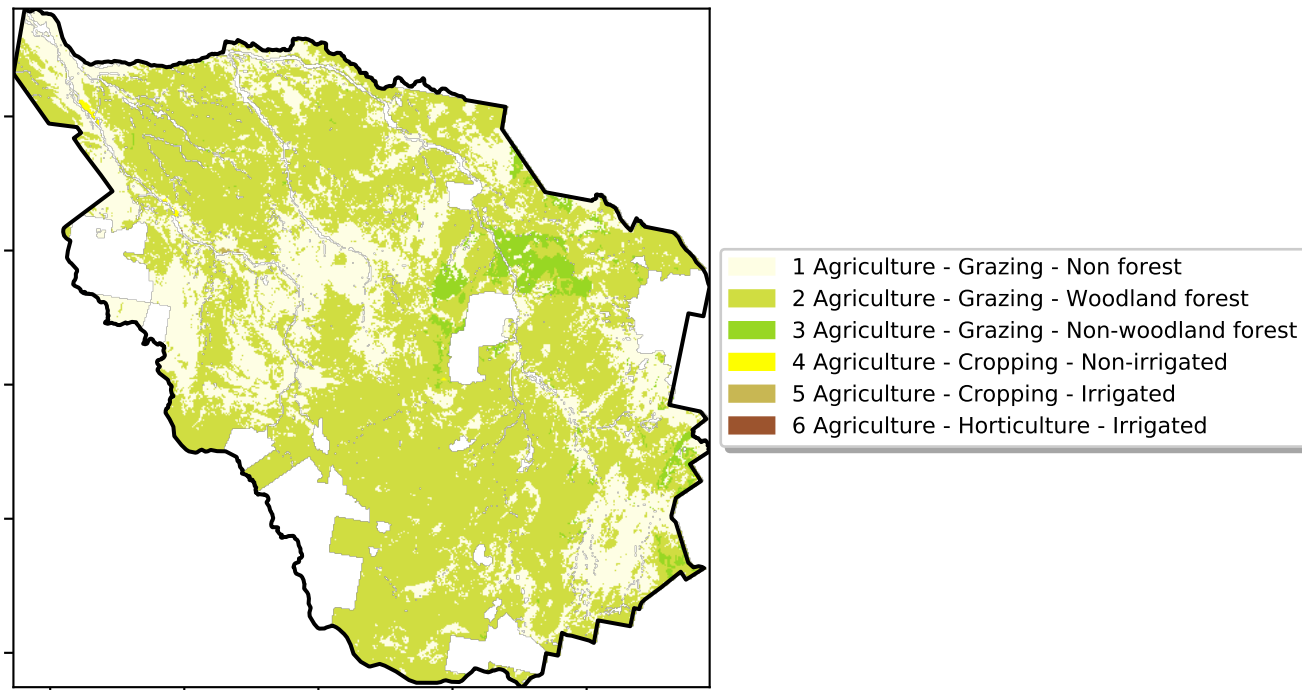 1 Agriculture - Grazing - Non forest
2 Agriculture - Grazing - Woodland forest
3 Agriculture - Grazing - Non-woodland forest
4 Agriculture - Cropping - Non-irrigated
5 Agriculture - Cropping - Irrigated
6 Agriculture - Horticulture - Irrigated